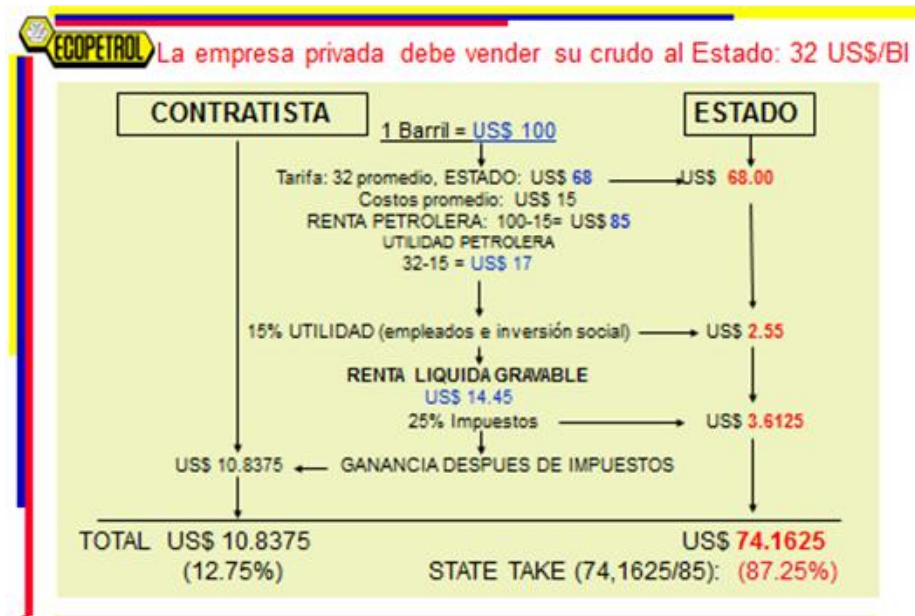 ECOPETROL
La empresa privada debe vender su crudo al Estado: 32 US$/Bl
CONTRATISTA
ESTADO
1 Barril = US$ 100
Tarifa: 32 promedio, ESTADO: US$ 68
US$ 68.00
Costos promedio: US$ 15
RENTA PETROLERA: 100-15= US$ 85
UTILIDAD PETROLERA
32-15 = US$ 17
15% UTILIDAD (empleados e inversión social)
US$ 2.55
RENTA LIQUIDA GRAVABLE
US$ 14.45
25% Impuestos
US$ 3.6125
US$ 10.8375
GANANCIA DESPUES DE IMPUESTOS
TOTAL US$ 10.8375
US$ 74.1625
(12.75%)
STATE TAKE (74,1625/85): (87.25%)